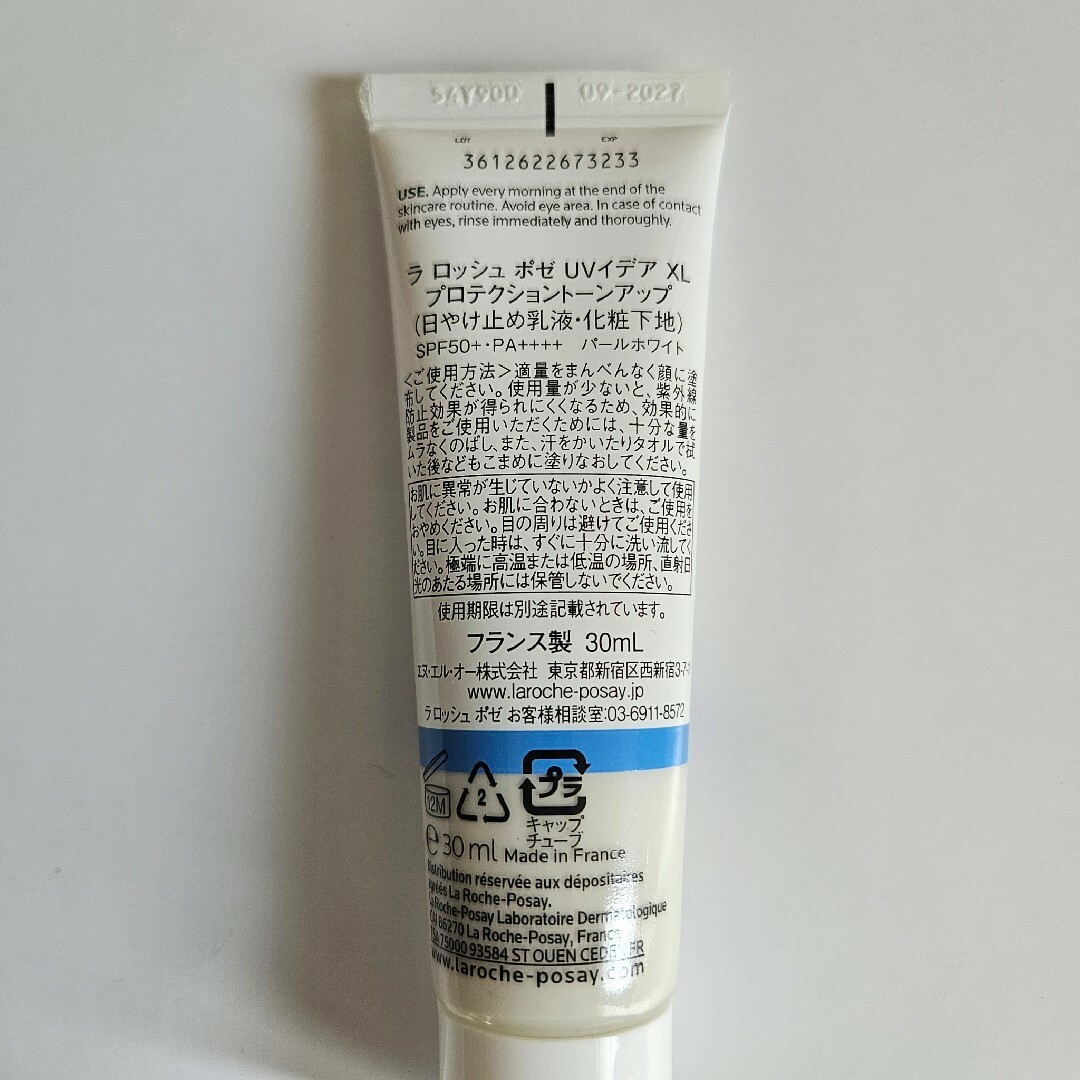 09-2027
LOT EXP
3612622673233
USE. Apply every morning at the end of the
skincare routine. Avoid eye area. In case of contact
with eyes, rinse immediately and thoroughly.
ラ ロッシュ ポゼ UVイデア XL
プロテクショントーンアップ
(日やけ止め乳液・化粧下地)
SPF50+・PA++++ パールホワイト
<ご使用方法>適量をまんべんなく顔に塗
布してください。使用量が少ないと、紫外線
防止効果が得られにくくなるため、効果的に
製品をご使用いただくためには、十分な量を
ムラなくのばし、また、汗をかいたりタオルで拭
いた後などもこまめに塗りなおしてください。
お肌に異常が生じていないかよく注意して使用
してください。お肌に合わないときは、ご使用を
おやめください。目の周りは避けてご使用くださ
い。目に入った時は、すぐに十分に洗い流してく
ださい。極端に高温または低温の場所、直射日
光のあたる場所には保管しないでください。
使用期限は別途記載されています。
フランス製 30mL
エヌ・エル・オー株式会社 東京都新宿区西新宿3-7-1
www.laroche-posay.jp
ラ ロッシュ ポゼ お客様相談室:03-6911-8572
12M 2 プラ
キャップ
チューブ
e 30 ml Made in France
Distribution réservée aux dépositaires
agréés La Roche-Posay.
La Roche-Posay Laboratoire Dermatologique
86270 La Roche-Posay, France
75000 93584 ST OUEN CEDEX FR
www.laroche-posay.com